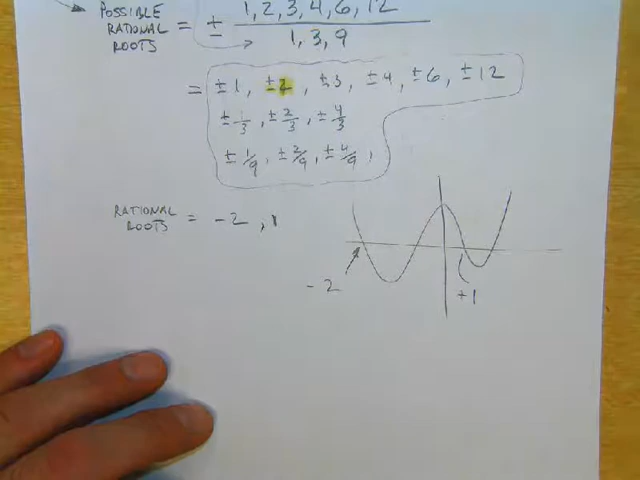 POSSIBLE
RATIONAL
ROOTS = ± 1, 2, 3, 4, 6, 12 / 1, 3, 9
= ±1, ±2, ±3, ±4, ±6, ±12
±1/3, ±2/3, ±4/3
±1/9, ±2/9, ±4/9,
RATIONAL
ROOTS = -2, 1
-2
+1